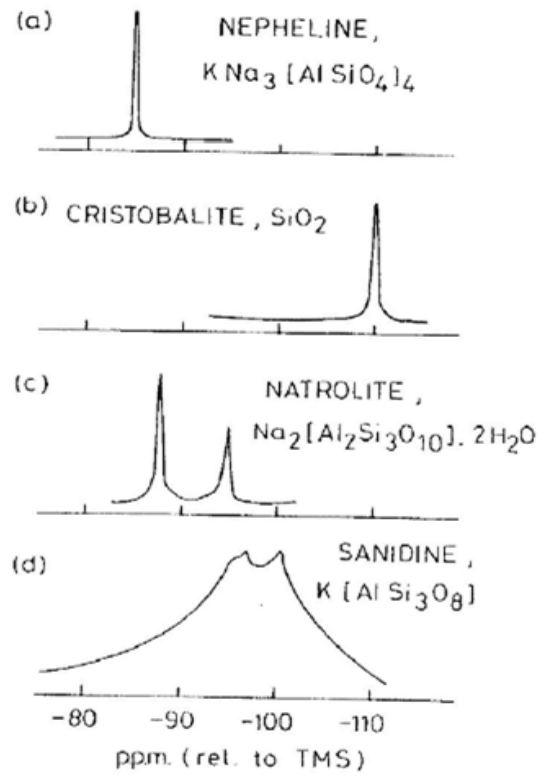 (a)
NEPHELINE,
K Na3 [Al SiO4]4
(b) CRISTOBALITE, SiO2
(c)
NATROLITE,
Na2[Al2Si3O10]. 2H2O
(d)
SANIDINE,
K [Al Si3O8]
-80 -90 -100 -110
ppm. (rel. to TMS)